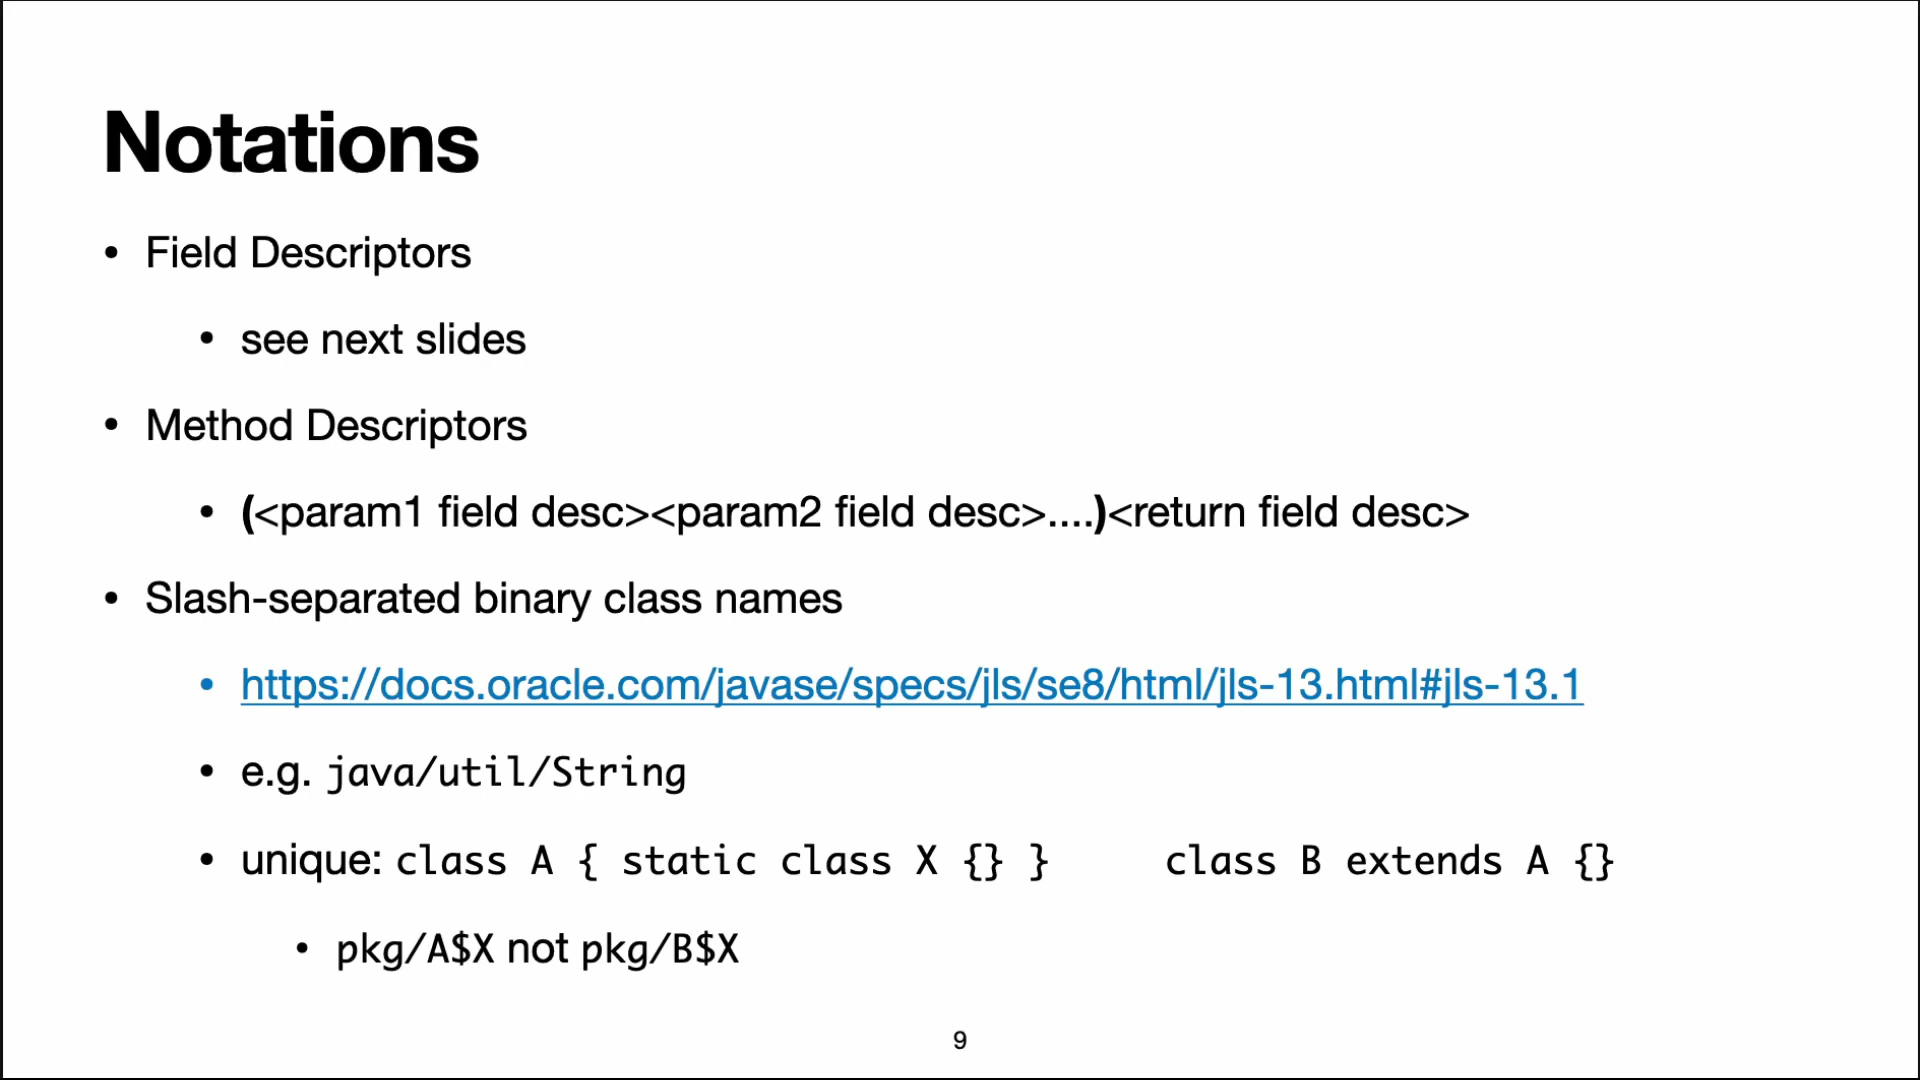 Notations
• Field Descriptors
• see next slides
• Method Descriptors
• (<param1 field desc><param2 field desc>....)<return field desc>
• Slash-separated binary class names
• https://docs.oracle.com/javase/specs/jls/se8/html/jls-13.html#jls-13.1
• e.g. java/util/String
• unique: class A { static class X {} } class B extends A {}
• pkg/A$X not pkg/B$X
9